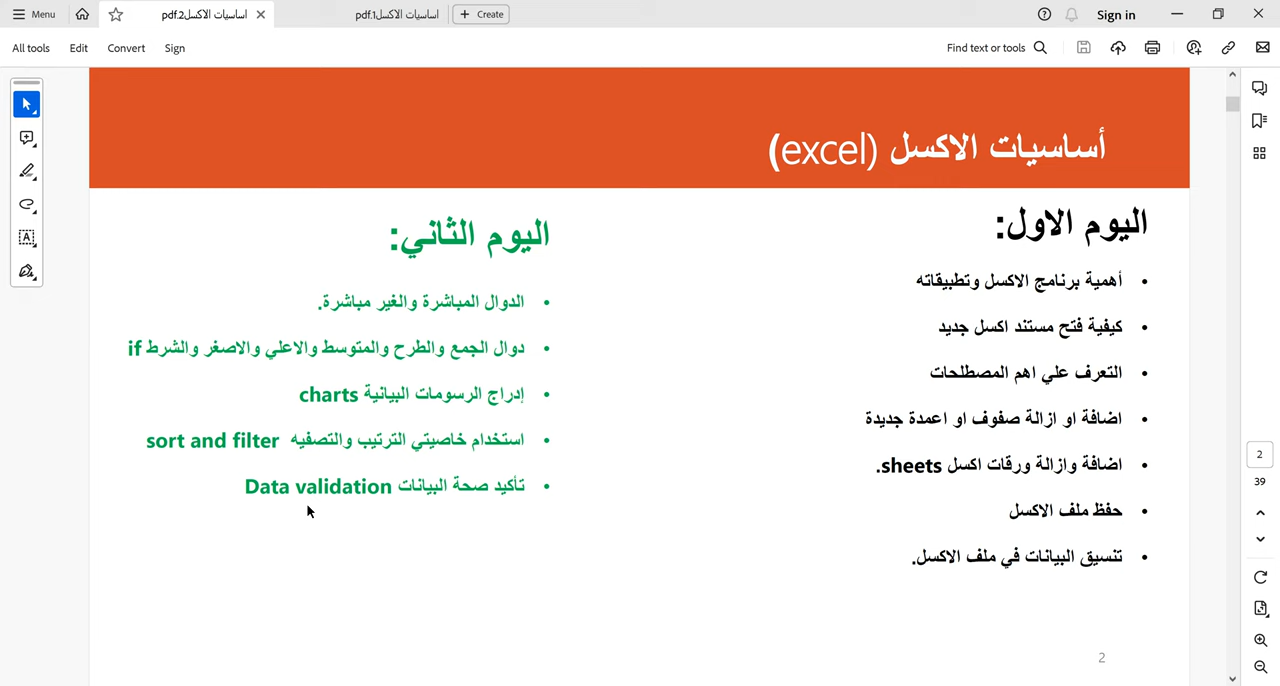 Menu
اساسيات الاكسل2.pdf
اساسيات الاكسل1.pdf
Create
Sign in
All tools
Edit
Convert
Sign
Find text or tools
أساسيات الاكسل (excel)
اليوم الاول:
• أهمية برنامج الاكسل وتطبيقاته
• كيفية فتح مستند اكسل جديد
• التعرف علي اهم المصطلحات
• اضافة او ازالة صفوف او اعمدة جديدة
• اضافة وازالة ورقات اكسل sheets.
• حفظ ملف الاكسل
• تنسيق البيانات في ملف الاكسل.
اليوم الثاني:
• الدوال المباشرة والغير مباشرة.
• دوال الجمع والطرح والمتوسط والاعلي والاصغر والشرط if
• إدراج الرسومات البيانية charts
• استخدام خاصيتي الترتيب والتصفيه sort and filter
• تأكيد صحة البيانات Data validation
2
2
39